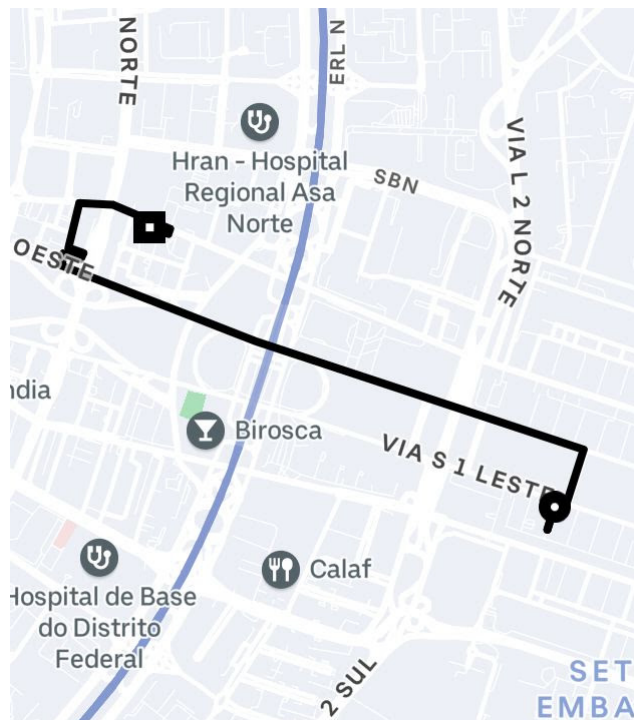 NORTE
ERL N
Hran - Hospital
Regional Asa
Norte
SBN
VIA L 2 NORTE
OESTE
ndia
Birosca
VIA S 1 LESTE
Calaf
Hospital de Base
do Distrito
Federal
2 SUL
SET
EMBA